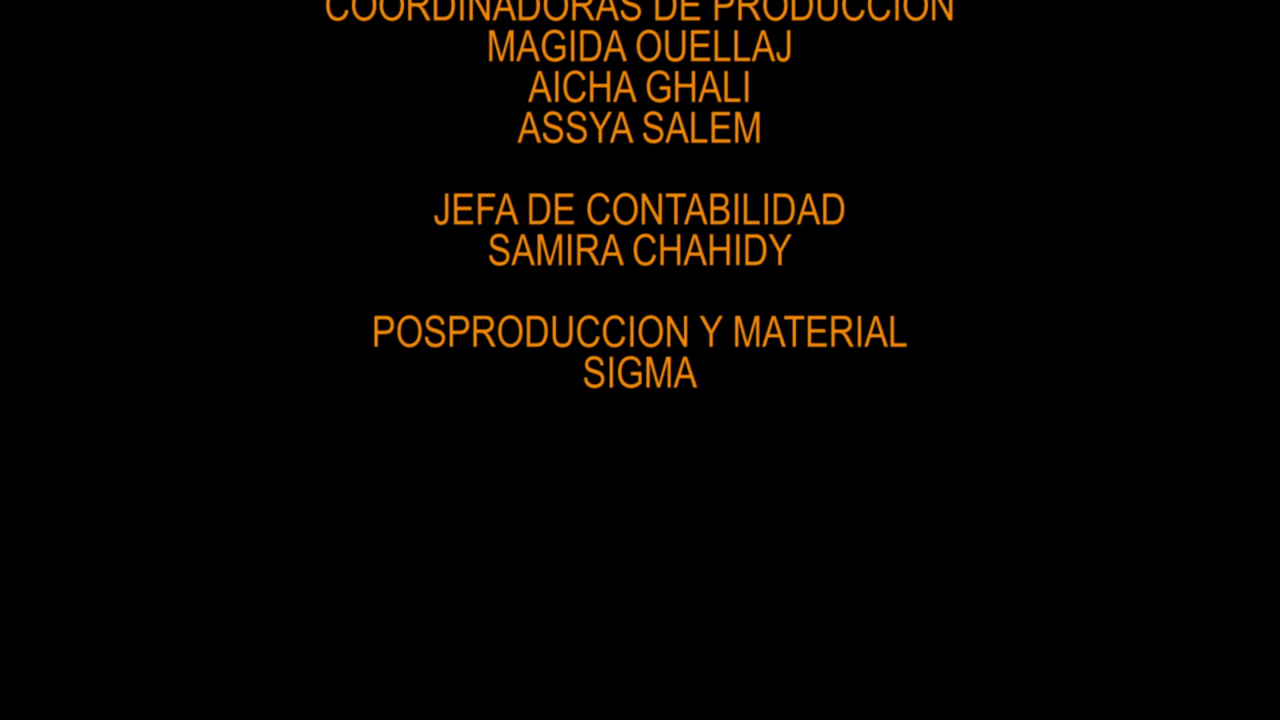 COORDINADORAS DE PRODUCCION
MAGIDA OUELLAJ
AICHA GHALI
ASSYA SALEM
JEFA DE CONTABILIDAD
SAMIRA CHAHIDY
POSPRODUCCION Y MATERIAL
SIGMA